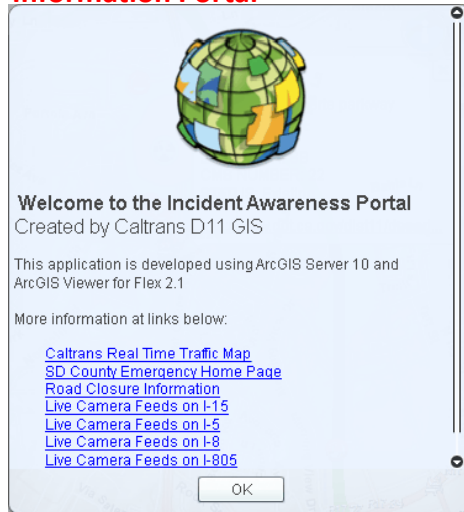 Information Portal
Welcome to the Incident Awareness Portal
Created by Caltrans D11 GIS
This application is developed using ArcGIS Server 10 and
ArcGIS Viewer for Flex 2.1
More information at links below:
Caltrans Real Time Traffic Map
SD County Emergency Home Page
Road Closure Information
Live Camera Feeds on I-15
Live Camera Feeds on I-5
Live Camera Feeds on I-8
Live Camera Feeds on I-805
OK